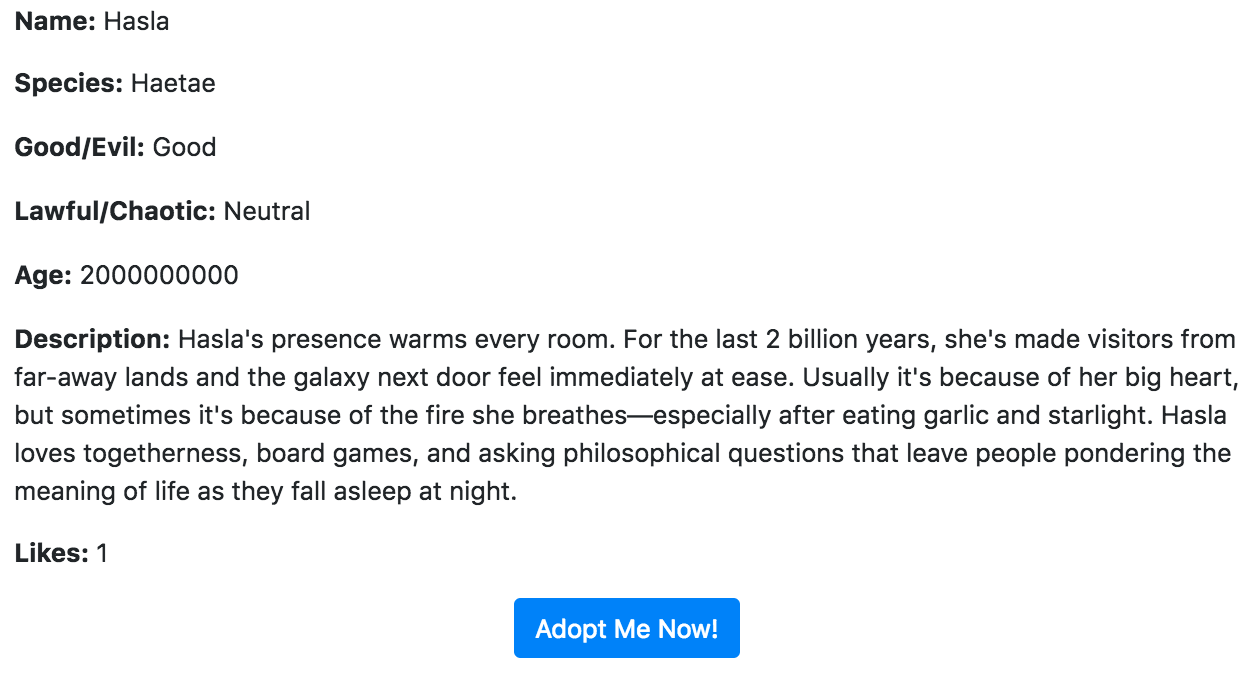 Name: Hasla
Species: Haetae
Good/Evil: Good
Lawful/Chaotic: Neutral
Age: 2000000000
Description: Hasla's presence warms every room. For the last 2 billion years, she's made visitors from
far-away lands and the galaxy next door feel immediately at ease. Usually it's because of her big heart,
but sometimes it's because of the fire she breathes—especially after eating garlic and starlight. Hasla
loves togetherness, board games, and asking philosophical questions that leave people pondering the
meaning of life as they fall asleep at night.
Likes: 1
Adopt Me Now!